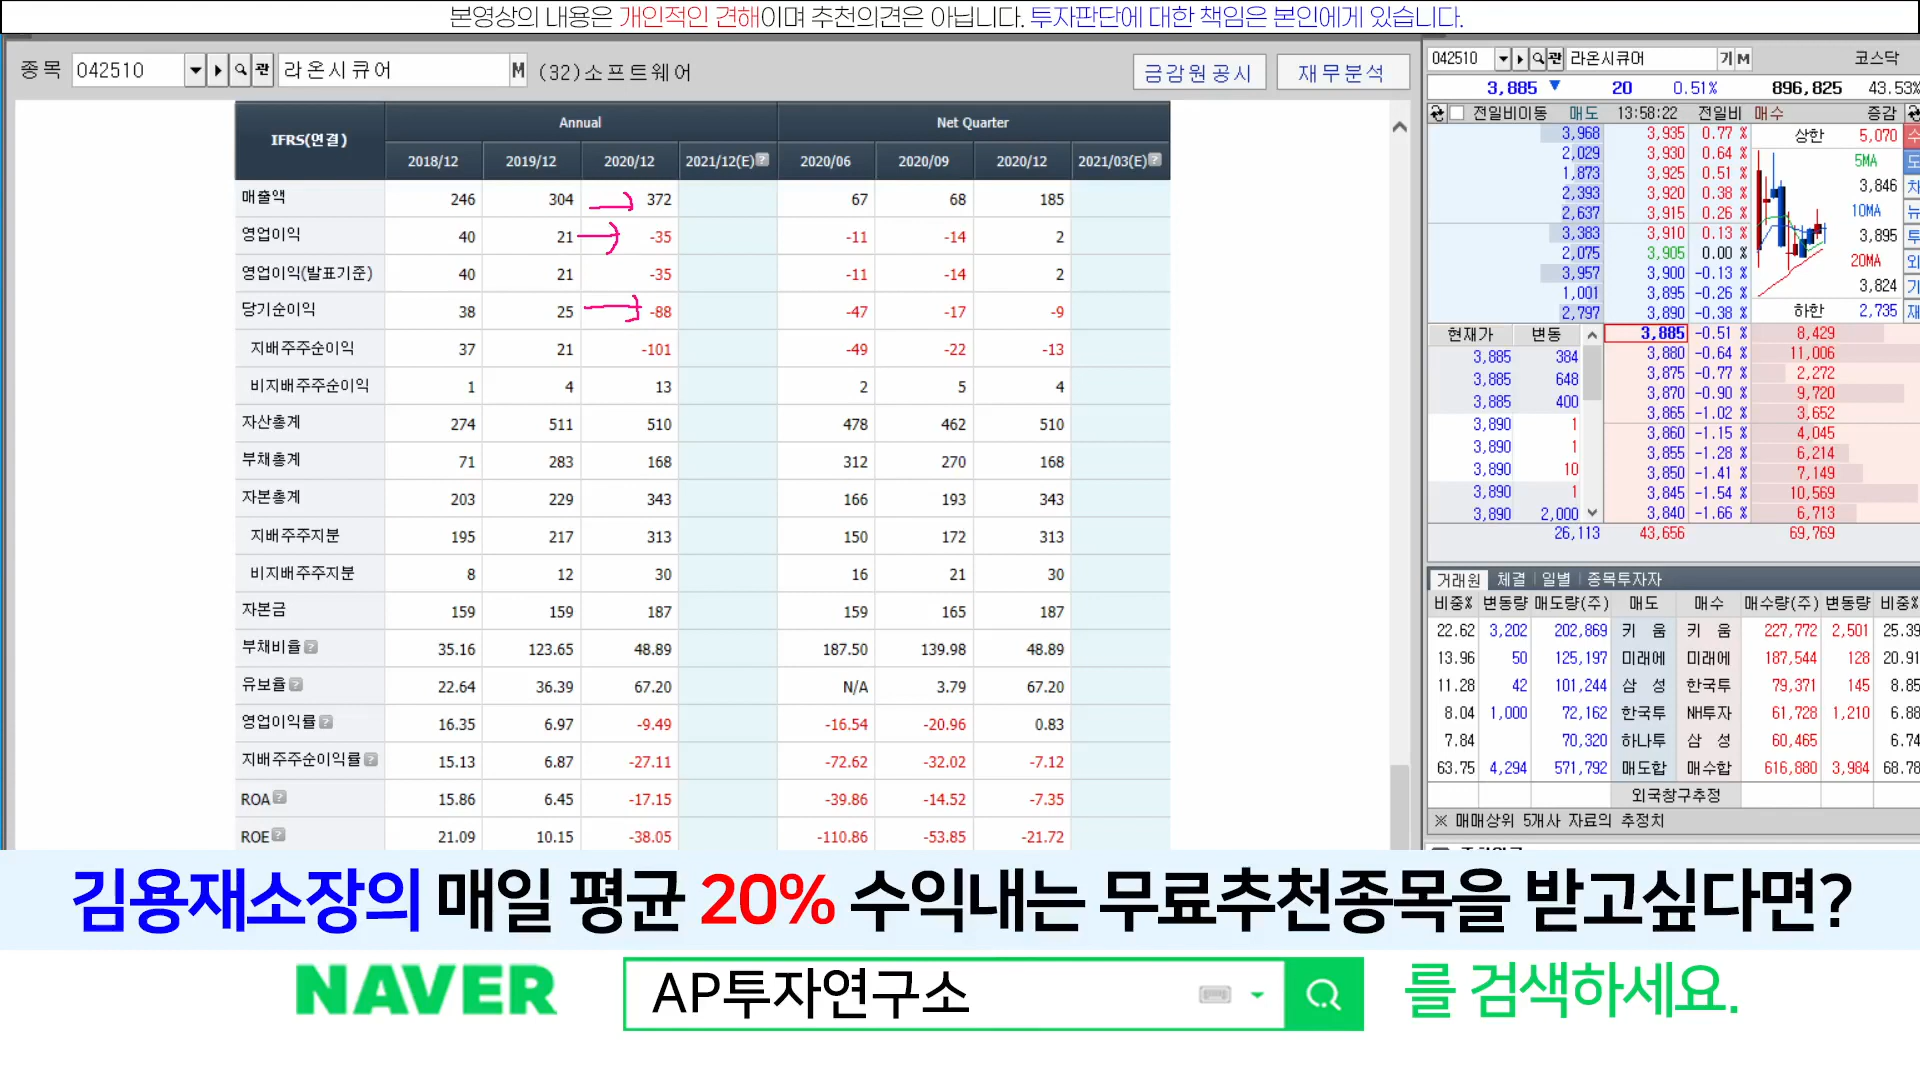 본영상의 내용은 개인적인 견해이며 추천의견은 아닙니다. 투자판단에 대한 책임은 본인에게 있습니다.
종목 042510 관 라온시큐어 M (32)소프트웨어 금감원공시 재무분석
IFRS(연결) Annual Net Quarter
2018/12 2019/12 2020/12 2021/12(E) 2020/06 2020/09 2020/12 2021/03(E)
매출액 246 304 372 67 68 185
영업이익 40 21 -35 -11 -14 2
영업이익(발표기준) 40 21 -35 -11 -14 2
당기순이익 38 25 -88 -47 -17 -9
지배주주순이익 37 21 -101 -49 -22 -13
비지배주주순이익 1 4 13 2 5 4
자산총계 274 511 510 478 462 510
부채총계 71 283 168 312 270 168
자본총계 203 229 343 166 193 343
지배주주지분 195 217 313 150 172 313
비지배주주지분 8 12 30 16 21 30
자본금 159 159 187 159 165 187
부채비율 35.16 123.65 48.89 187.50 139.98 48.89
유보율 22.64 36.39 67.20 N/A 3.79 67.20
영업이익률 16.35 6.97 -9.49 -16.54 -20.96 0.83
지배주주순이익률 15.13 6.87 -27.11 -72.62 -32.02 -7.12
ROA 15.86 6.45 -17.15 -39.86 -14.52 -7.35
ROE 21.09 10.15 -38.05 -110.86 -53.85 -21.72
042510 관 라온시큐어 기 M 코스닥
3,885 ▼ 20 0.51% 896,825 43.53%
전일비이동 매도 13:58:22 전일비 매수 증감
3,968 3,935 0.77 % 상한 5,070
2,029 3,930 0.64 % 5MA
1,873 3,925 0.51 % 3,846
2,393 3,920 0.38 %
2,637 3,915 0.26 % 10MA
3,383 3,910 0.13 % 3,895
2,075 3,905 0.00 %
3,957 3,900 -0.13 % 20MA
1,001 3,895 -0.26 % 3,824
2,797 3,890 -0.38 % 하한 2,735
현재가 변동
3,885 384
3,885 648
3,885 400
3,890 1
3,890 1
3,890 10
3,890 1
3,890 2,000
3,885 -0.51 % 8,429
3,880 -0.64 % 11,006
3,875 -0.77 % 2,272
3,870 -0.90 % 9,720
3,865 -1.02 % 3,652
3,860 -1.15 % 4,045
3,855 -1.28 % 6,214
3,850 -1.41 % 7,149
3,845 -1.54 % 10,569
3,840 -1.66 % 6,713
26,113 43,656 69,769
거래원 체결 일별 종목투자자
비중% 변동량 매도량(주) 매도 매수 매수량(주) 변동량 비중%
22.62 3,202 202,869 키 움 키 움 227,772 2,501 25.39
13.96 50 125,197 미래에 미래에 187,544 128 20.91
11.28 42 101,244 삼 성 한국투 79,371 145 8.85
8.04 1,000 72,162 한국투 NH투자 61,728 1,210 6.88
7.84 70,320 하나투 삼 성 60,465 6.74
63.75 4,294 571,792 매도합 매수합 616,880 3,984 68.78
외국창구추정
※ 매매상위 5개사 자료의 추정치
김용재소장의 매일 평균 20% 수익내는 무료추천종목을 받고싶다면?
NAVER AP투자연구소 를 검색하세요.